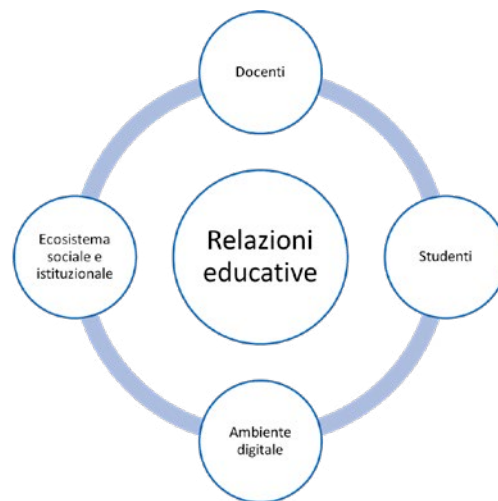 Docenti
Ecosistema
sociale e
istituzionale
Relazioni
educative
Studenti
Ambiente
digitale